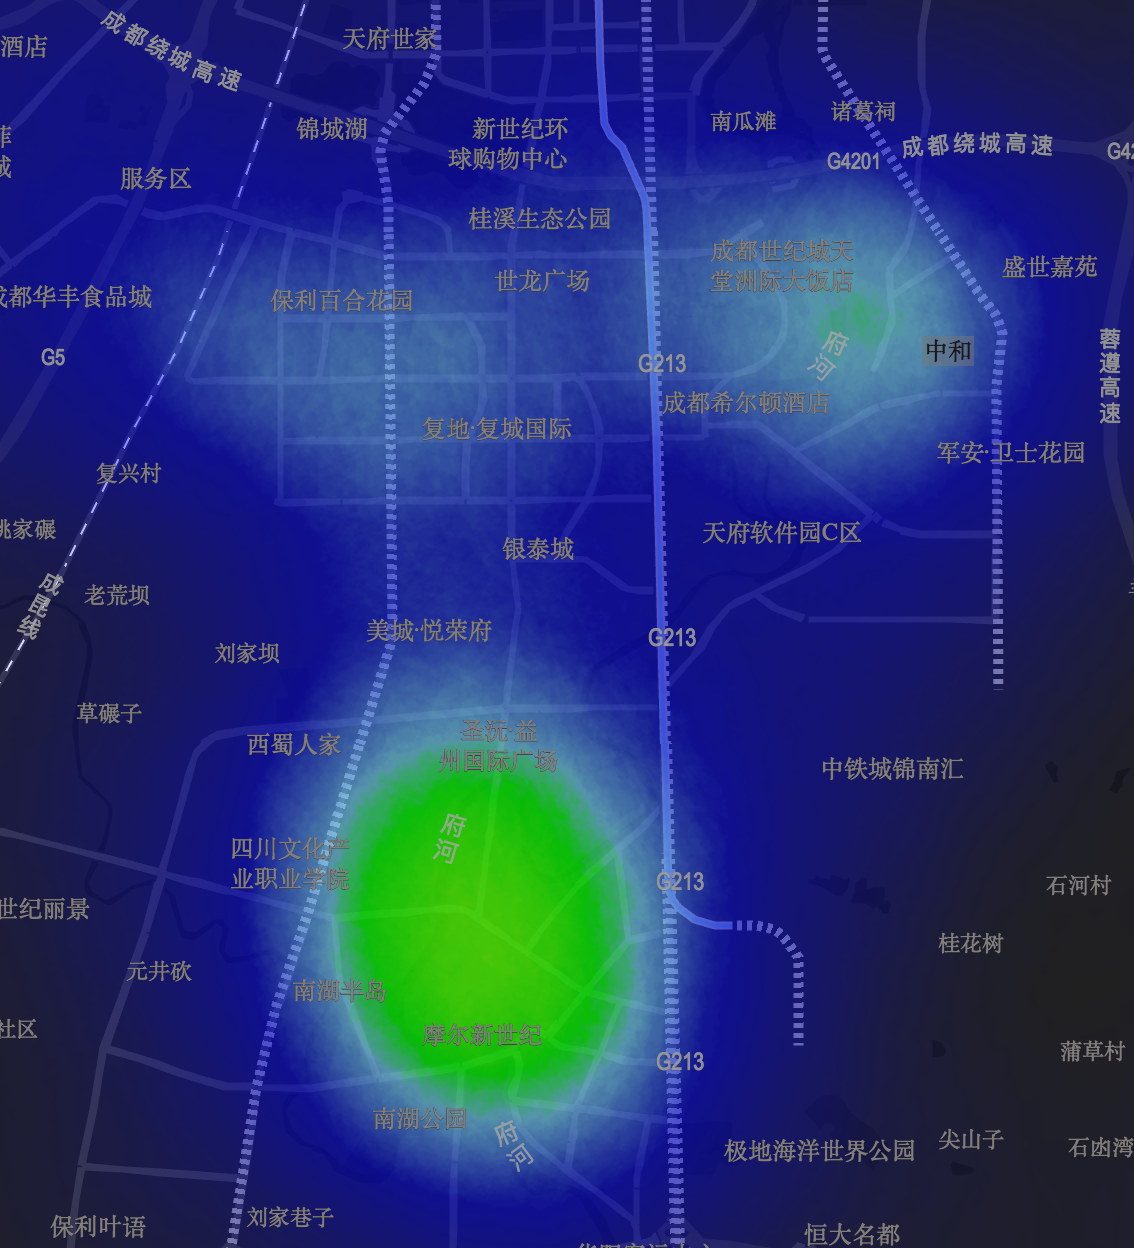 成都绕城高速
天府世家
酒店
锦城湖
新世纪环
球购物中心
南瓜滩
诸葛祠
成都绕城高速
G4201
服务区
桂溪生态公园
成都世纪城天
堂洲际大饭店
世龙广场
盛世嘉苑
都华丰食品城
保利百合花园
G5
G213
府河
中和
蓉遵高速
成都希尔顿酒店
复地·复城国际
军安·卫士花园
复兴村
姚家碾
天府软件园C区
银泰城
成昆线
老荒坝
美城·悦荣府
G213
刘家坝
草碾子
圣沅·益
州国际广场
西蜀人家
中铁城锦南汇
府河
四川文化产
业职业学院
G213
石河村
世纪丽景
桂花树
元井砍
南湖半岛
社区
摩尔新世纪
G213
蒲草村
南湖公园
府河
极地海洋世界公园
尖山子
石凼湾
保利叶语
刘家巷子
恒大名都